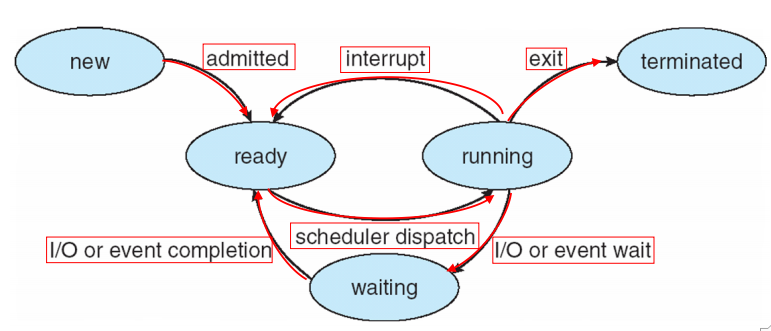 new
admitted
interrupt
exit
terminated
ready
running
I/O or event completion
scheduler dispatch
I/O or event wait
waiting